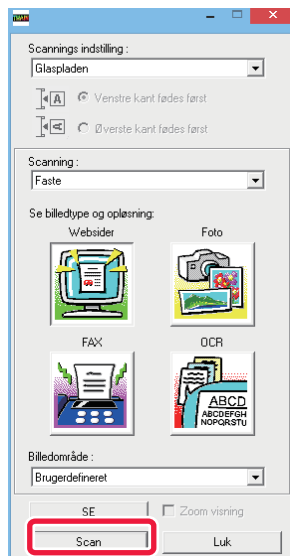 Scannings indstilling :
Glaspladen
A
Venstre kant fødes først
A
Øverste kant fødes først
Scanning :
Faste
Se billedtype og opløsning:
Websider
Foto
FAX
OCR
ABCD
ABCDEFGH
NOPQRSTU
Billedområde :
Brugerdefineret
SE
Zoom visning
Scan
Luk